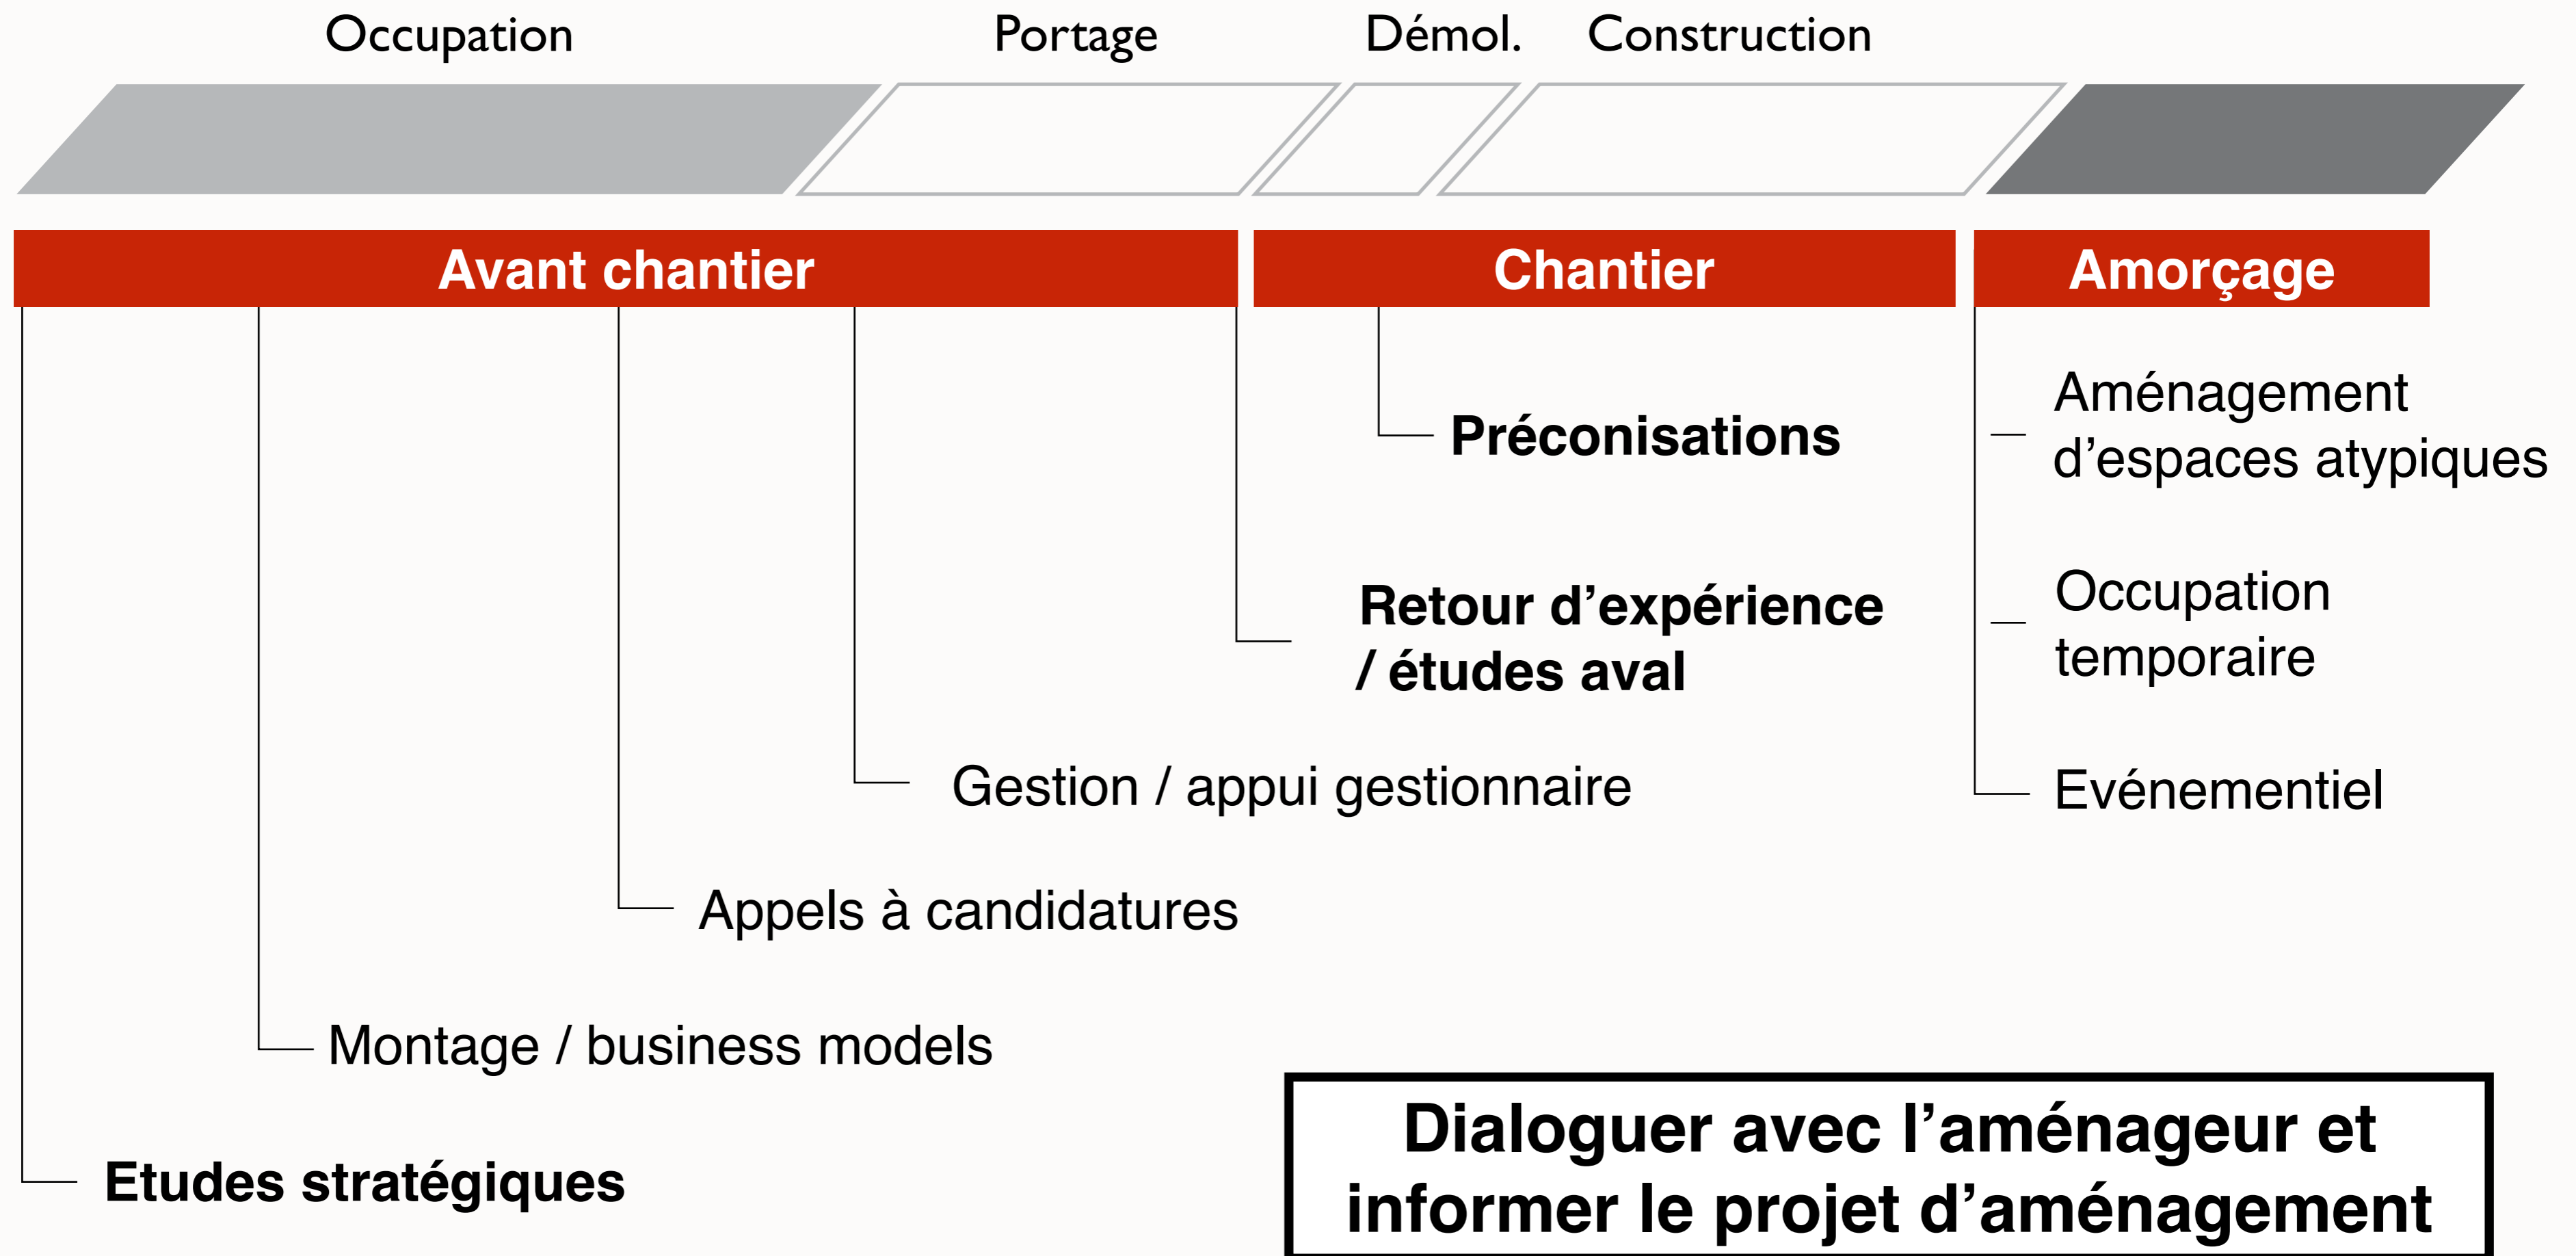 Occupation
Portage
Démol.
Construction
Avant chantier
Chantier
Amorçage
Préconisations
Retour d’expérience
/ études aval
Gestion / appui gestionnaire
Appels à candidatures
Montage / business models
Etudes stratégiques
Aménagement
d’espaces atypiques
Occupation
temporaire
Evénementiel
Dialoguer avec l’aménageur et
informer le projet d’aménagement